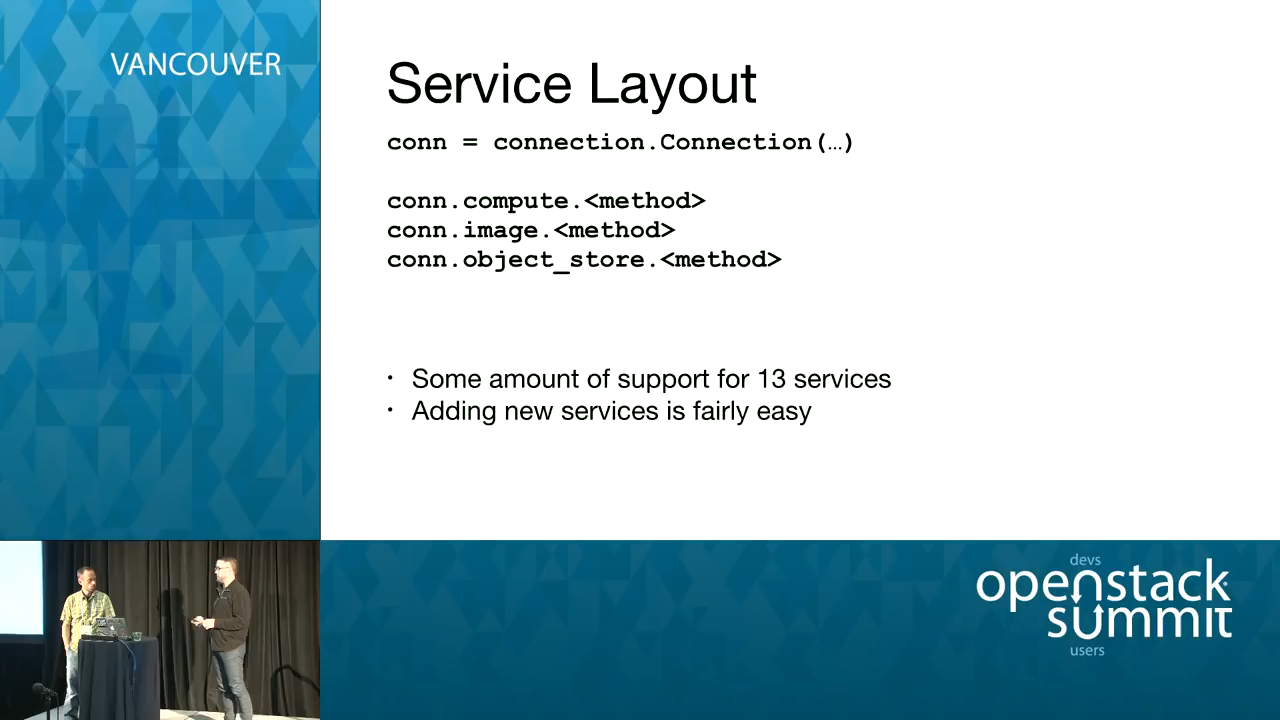 VANCOUVER
Service Layout
conn = connection.Connection(…)
conn.compute.<method>
conn.image.<method>
conn.object_store.<method>
• Some amount of support for 13 services
• Adding new services is fairly easy
devs
openstack
summit
users